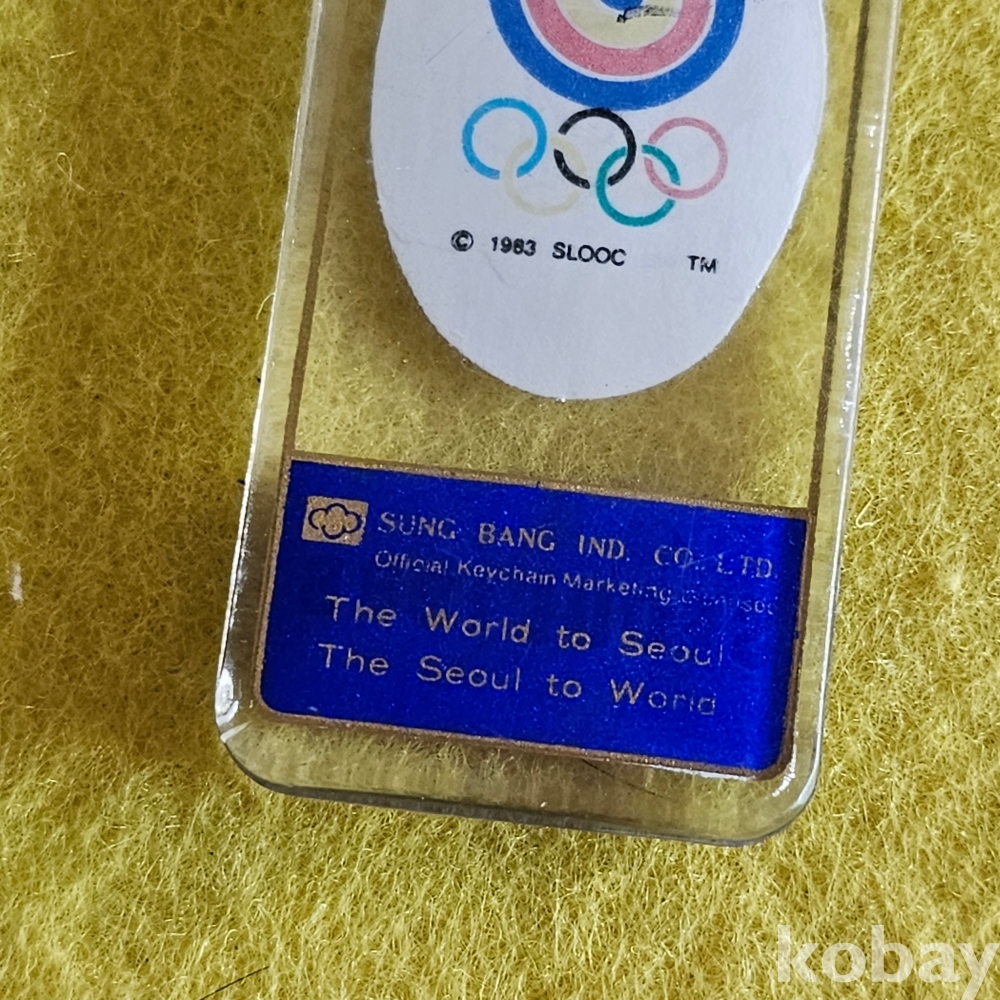 © 1983 SLOOC TM
SUNG BANG IND. CO. LTD.
Official Keychain Marketing Licensee
The World to Seoul
The Seoul to World
kobay